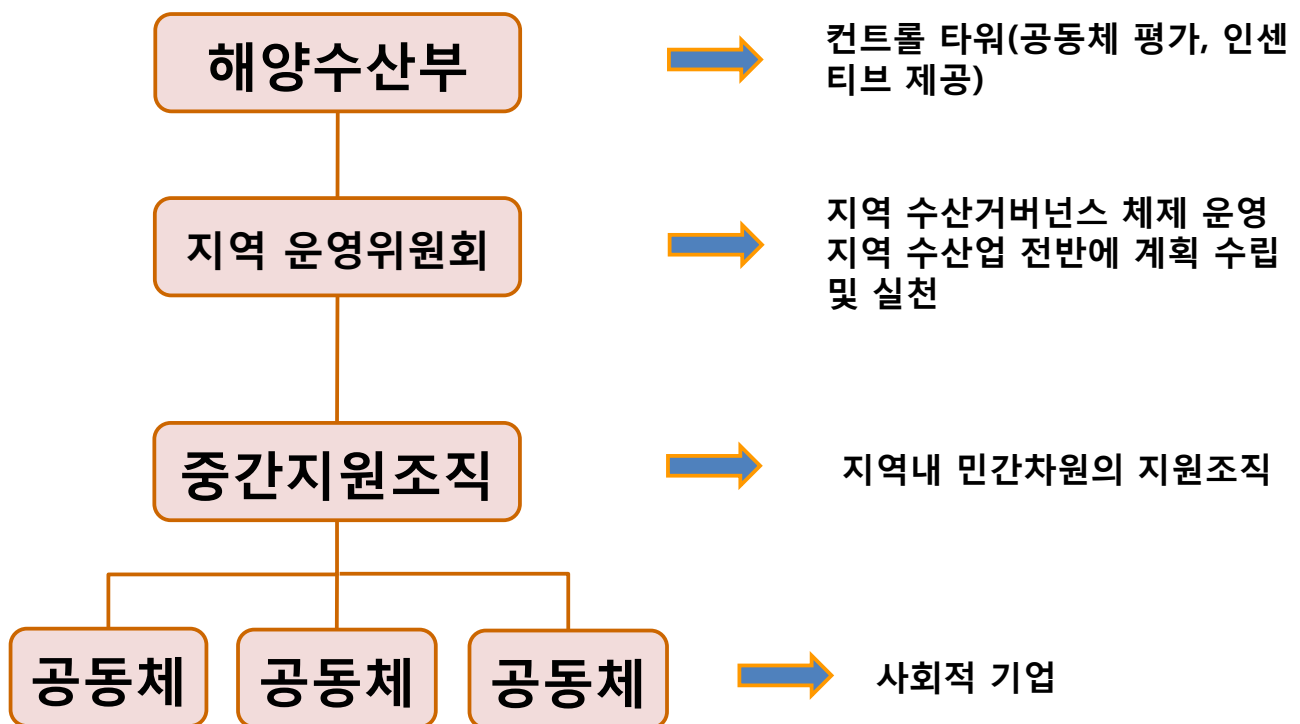 해양수산부
컨트롤 타워(공동체 평가, 인센
티브 제공)
지역 운영위원회
지역 수산거버넌스 체제 운영
지역 수산업 전반에 계획 수립
및 실천
중간지원조직
지역내 민간차원의 지원조직
공동체
공동체
공동체
사회적 기업